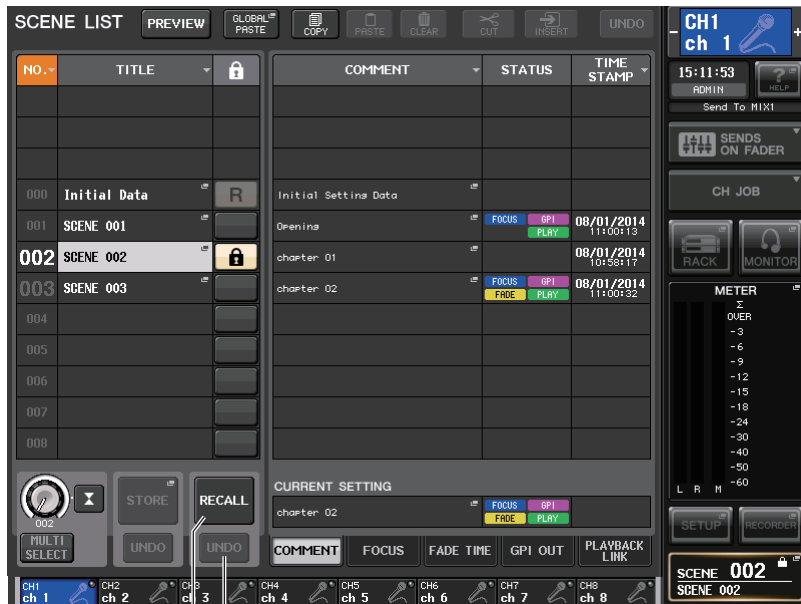 SCENE LIST PREVIEW GLOBAL PASTE COPY PASTE CLEAR CUT INSERT UNDO
CH1
ch 1
- +
NO. TITLE COMMENT STATUS TIME STAMP
15:11:53
ADMIN
? HELP
Send To MIX1
SENDS ON FADER
CH JOB
RACK MONITOR
000 Initial Data R Initial Setting Data
001 SCENE 001 Opening FOCUS GPI PLAY 08/01/2014 11:00:13
002 SCENE 002 chapter 01 08/01/2014 10:58:17
003 SCENE 003 chapter 02 FOCUS GPI FADE PLAY 08/01/2014 11:00:32
004
005
006
007
008
METER
Σ
OVER
-3
-6
-9
-12
-15
-18
-24
-30
-40
-50
-60
L R M
002
MULTI SELECT
STORE
UNDO
RECALL
UNDO
CURRENT SETTING
chapter 02 FOCUS GPI FADE PLAY
COMMENT FOCUS FADE TIME GPI OUT PLAYBACK LINK
SETUP RECORDER
SCENE 002
SCENE 002
CH1 CH2 CH3 CH4 CH5 CH6 CH7 CH8
ch 1 ch 2 ch 3 ch 4 ch 5 ch 6 ch 7 ch 8